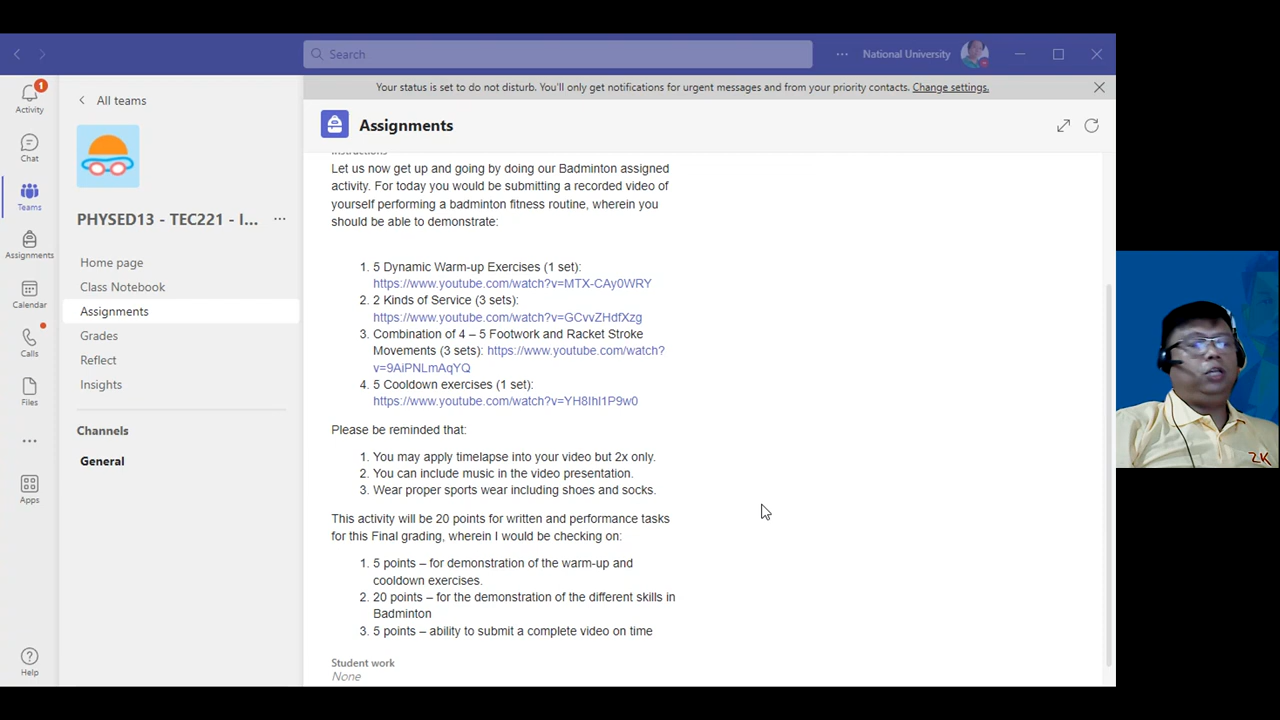 Search
National University
Your status is set to do not disturb. You'll only get notifications for urgent messages and from your priority contacts. Change settings.
1
Activity
Chat
Teams
Assignments
Calendar
Calls
Files
Apps
Help
All teams
PHYSED13 - TEC221 - I...
Home page
Class Notebook
Assignments
Grades
Reflect
Insights
Channels
General
Assignments
Instructions
Let us now get up and going by doing our Badminton assigned
activity. For today you would be submitting a recorded video of
yourself performing a badminton fitness routine, wherein you
should be able to demonstrate:
1. 5 Dynamic Warm-up Exercises (1 set):
https://www.youtube.com/watch?v=MTX-CAy0WRY
2. 2 Kinds of Service (3 sets):
https://www.youtube.com/watch?v=GCvvZHdfXzg
3. Combination of 4 – 5 Footwork and Racket Stroke
Movements (3 sets): https://www.youtube.com/watch?
v=9AiPNLmAqYQ
4. 5 Cooldown exercises (1 set):
https://www.youtube.com/watch?v=YH8IhI1P9w0
Please be reminded that:
1. You may apply timelapse into your video but 2x only.
2. You can include music in the video presentation.
3. Wear proper sports wear including shoes and socks.
This activity will be 20 points for written and performance tasks
for this Final grading, wherein I would be checking on:
1. 5 points – for demonstration of the warm-up and
cooldown exercises.
2. 20 points – for the demonstration of the different skills in
Badminton
3. 5 points – ability to submit a complete video on time
Student work
None